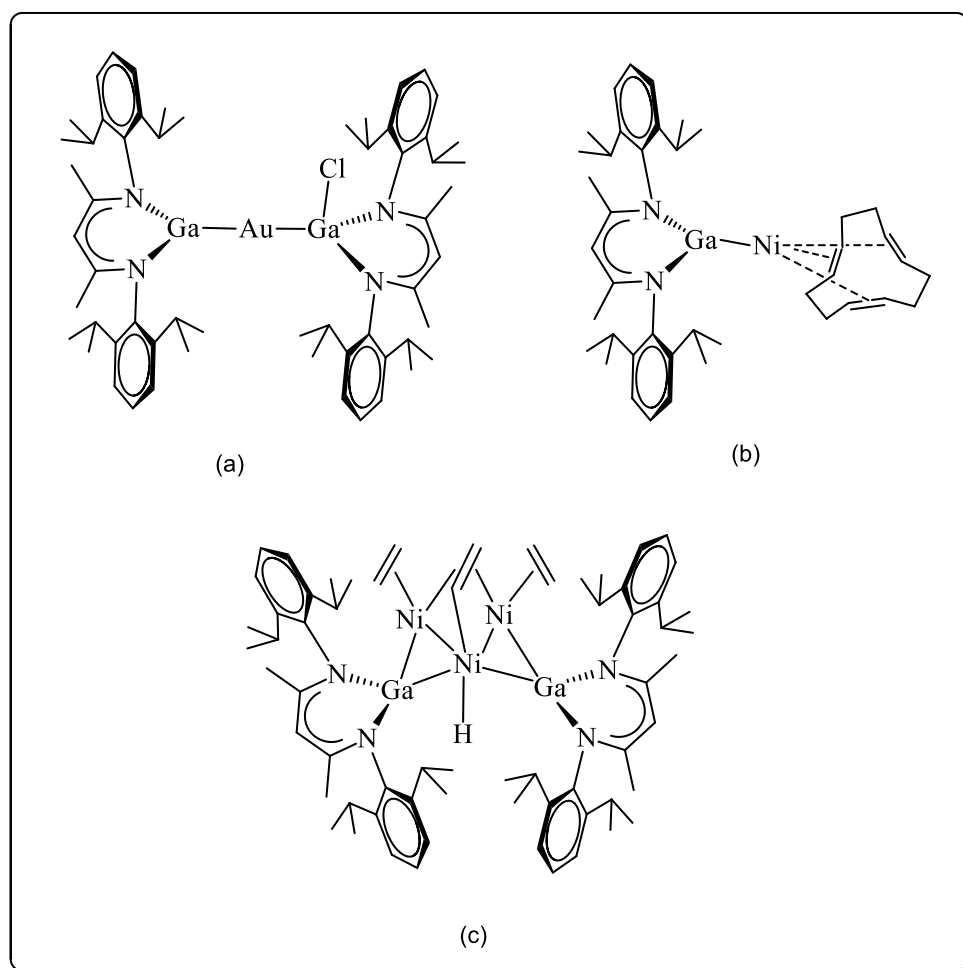 Cl
N N N
Ga Au Ga Ga Ni
N N N
(a) (b)
Ni Ni
N Ni N
Ga Ga
N H N
(c)